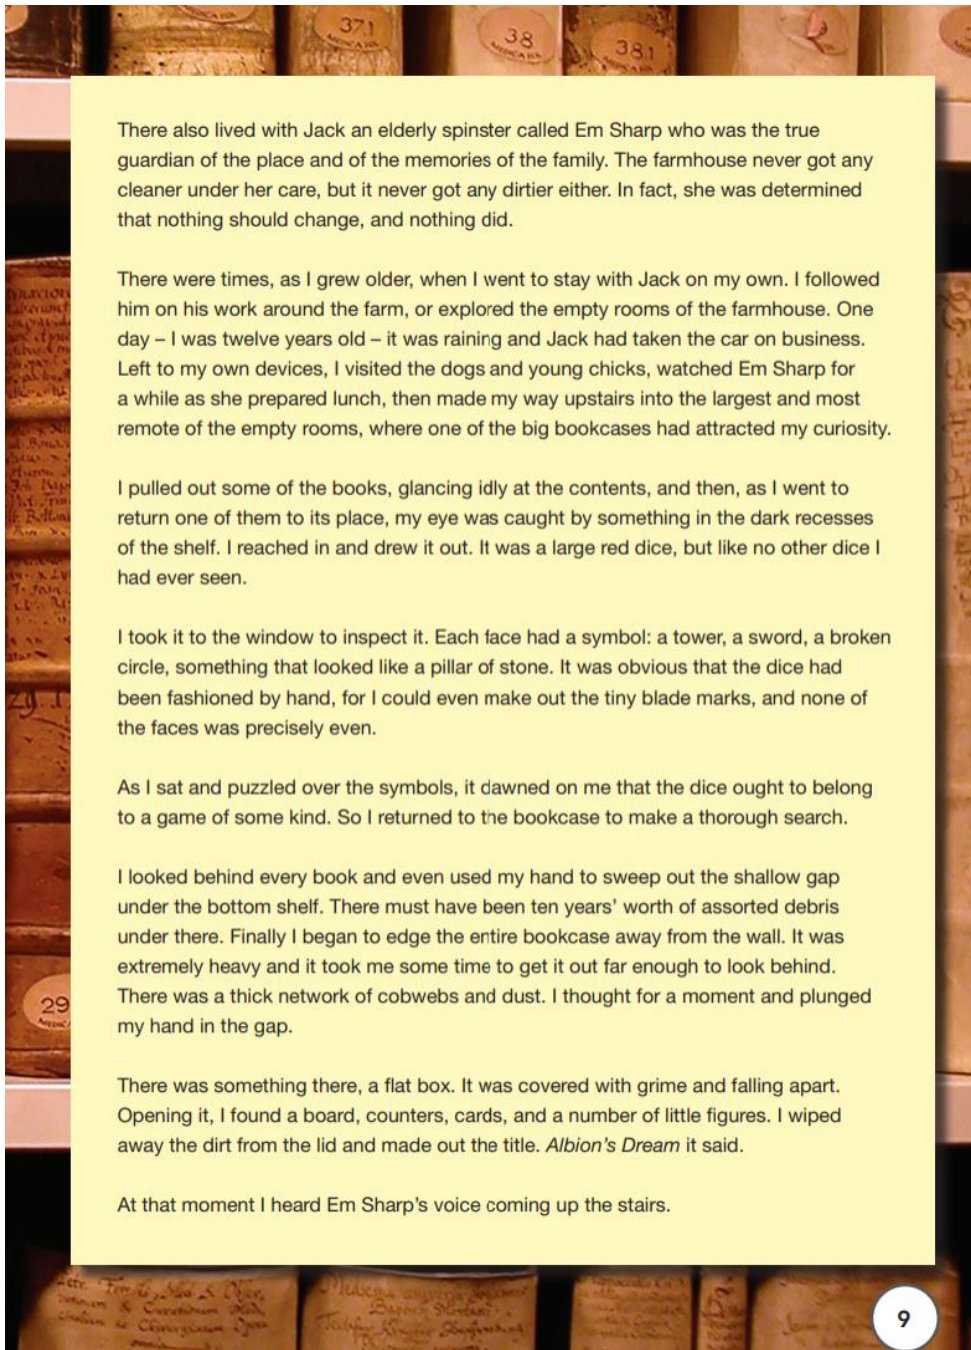 371
38
381
There also lived with Jack an elderly spinster called Em Sharp who was the true
guardian of the place and of the memories of the family. The farmhouse never got any
cleaner under her care, but it never got any dirtier either. In fact, she was determined
that nothing should change, and nothing did.
There were times, as I grew older, when I went to stay with Jack on my own. I followed
him on his work around the farm, or explored the empty rooms of the farmhouse. One
day – I was twelve years old – it was raining and Jack had taken the car on business.
Left to my own devices, I visited the dogs and young chicks, watched Em Sharp for
a while as she prepared lunch, then made my way upstairs into the largest and most
remote of the empty rooms, where one of the big bookcases had attracted my curiosity.
I pulled out some of the books, glancing idly at the contents, and then, as I went to
return one of them to its place, my eye was caught by something in the dark recesses
of the shelf. I reached in and drew it out. It was a large red dice, but like no other dice I
had ever seen.
I took it to the window to inspect it. Each face had a symbol: a tower, a sword, a broken
circle, something that looked like a pillar of stone. It was obvious that the dice had
been fashioned by hand, for I could even make out the tiny blade marks, and none of
the faces was precisely even.
As I sat and puzzled over the symbols, it dawned on me that the dice ought to belong
to a game of some kind. So I returned to the bookcase to make a thorough search.
I looked behind every book and even used my hand to sweep out the shallow gap
under the bottom shelf. There must have been ten years' worth of assorted debris
under there. Finally I began to edge the entire bookcase away from the wall. It was
extremely heavy and it took me some time to get it out far enough to look behind.
There was a thick network of cobwebs and dust. I thought for a moment and plunged
my hand in the gap.
29
There was something there, a flat box. It was covered with grime and falling apart.
Opening it, I found a board, counters, cards, and a number of little figures. I wiped
away the dirt from the lid and made out the title. Albion's Dream it said.
At that moment I heard Em Sharp's voice coming up the stairs.
9